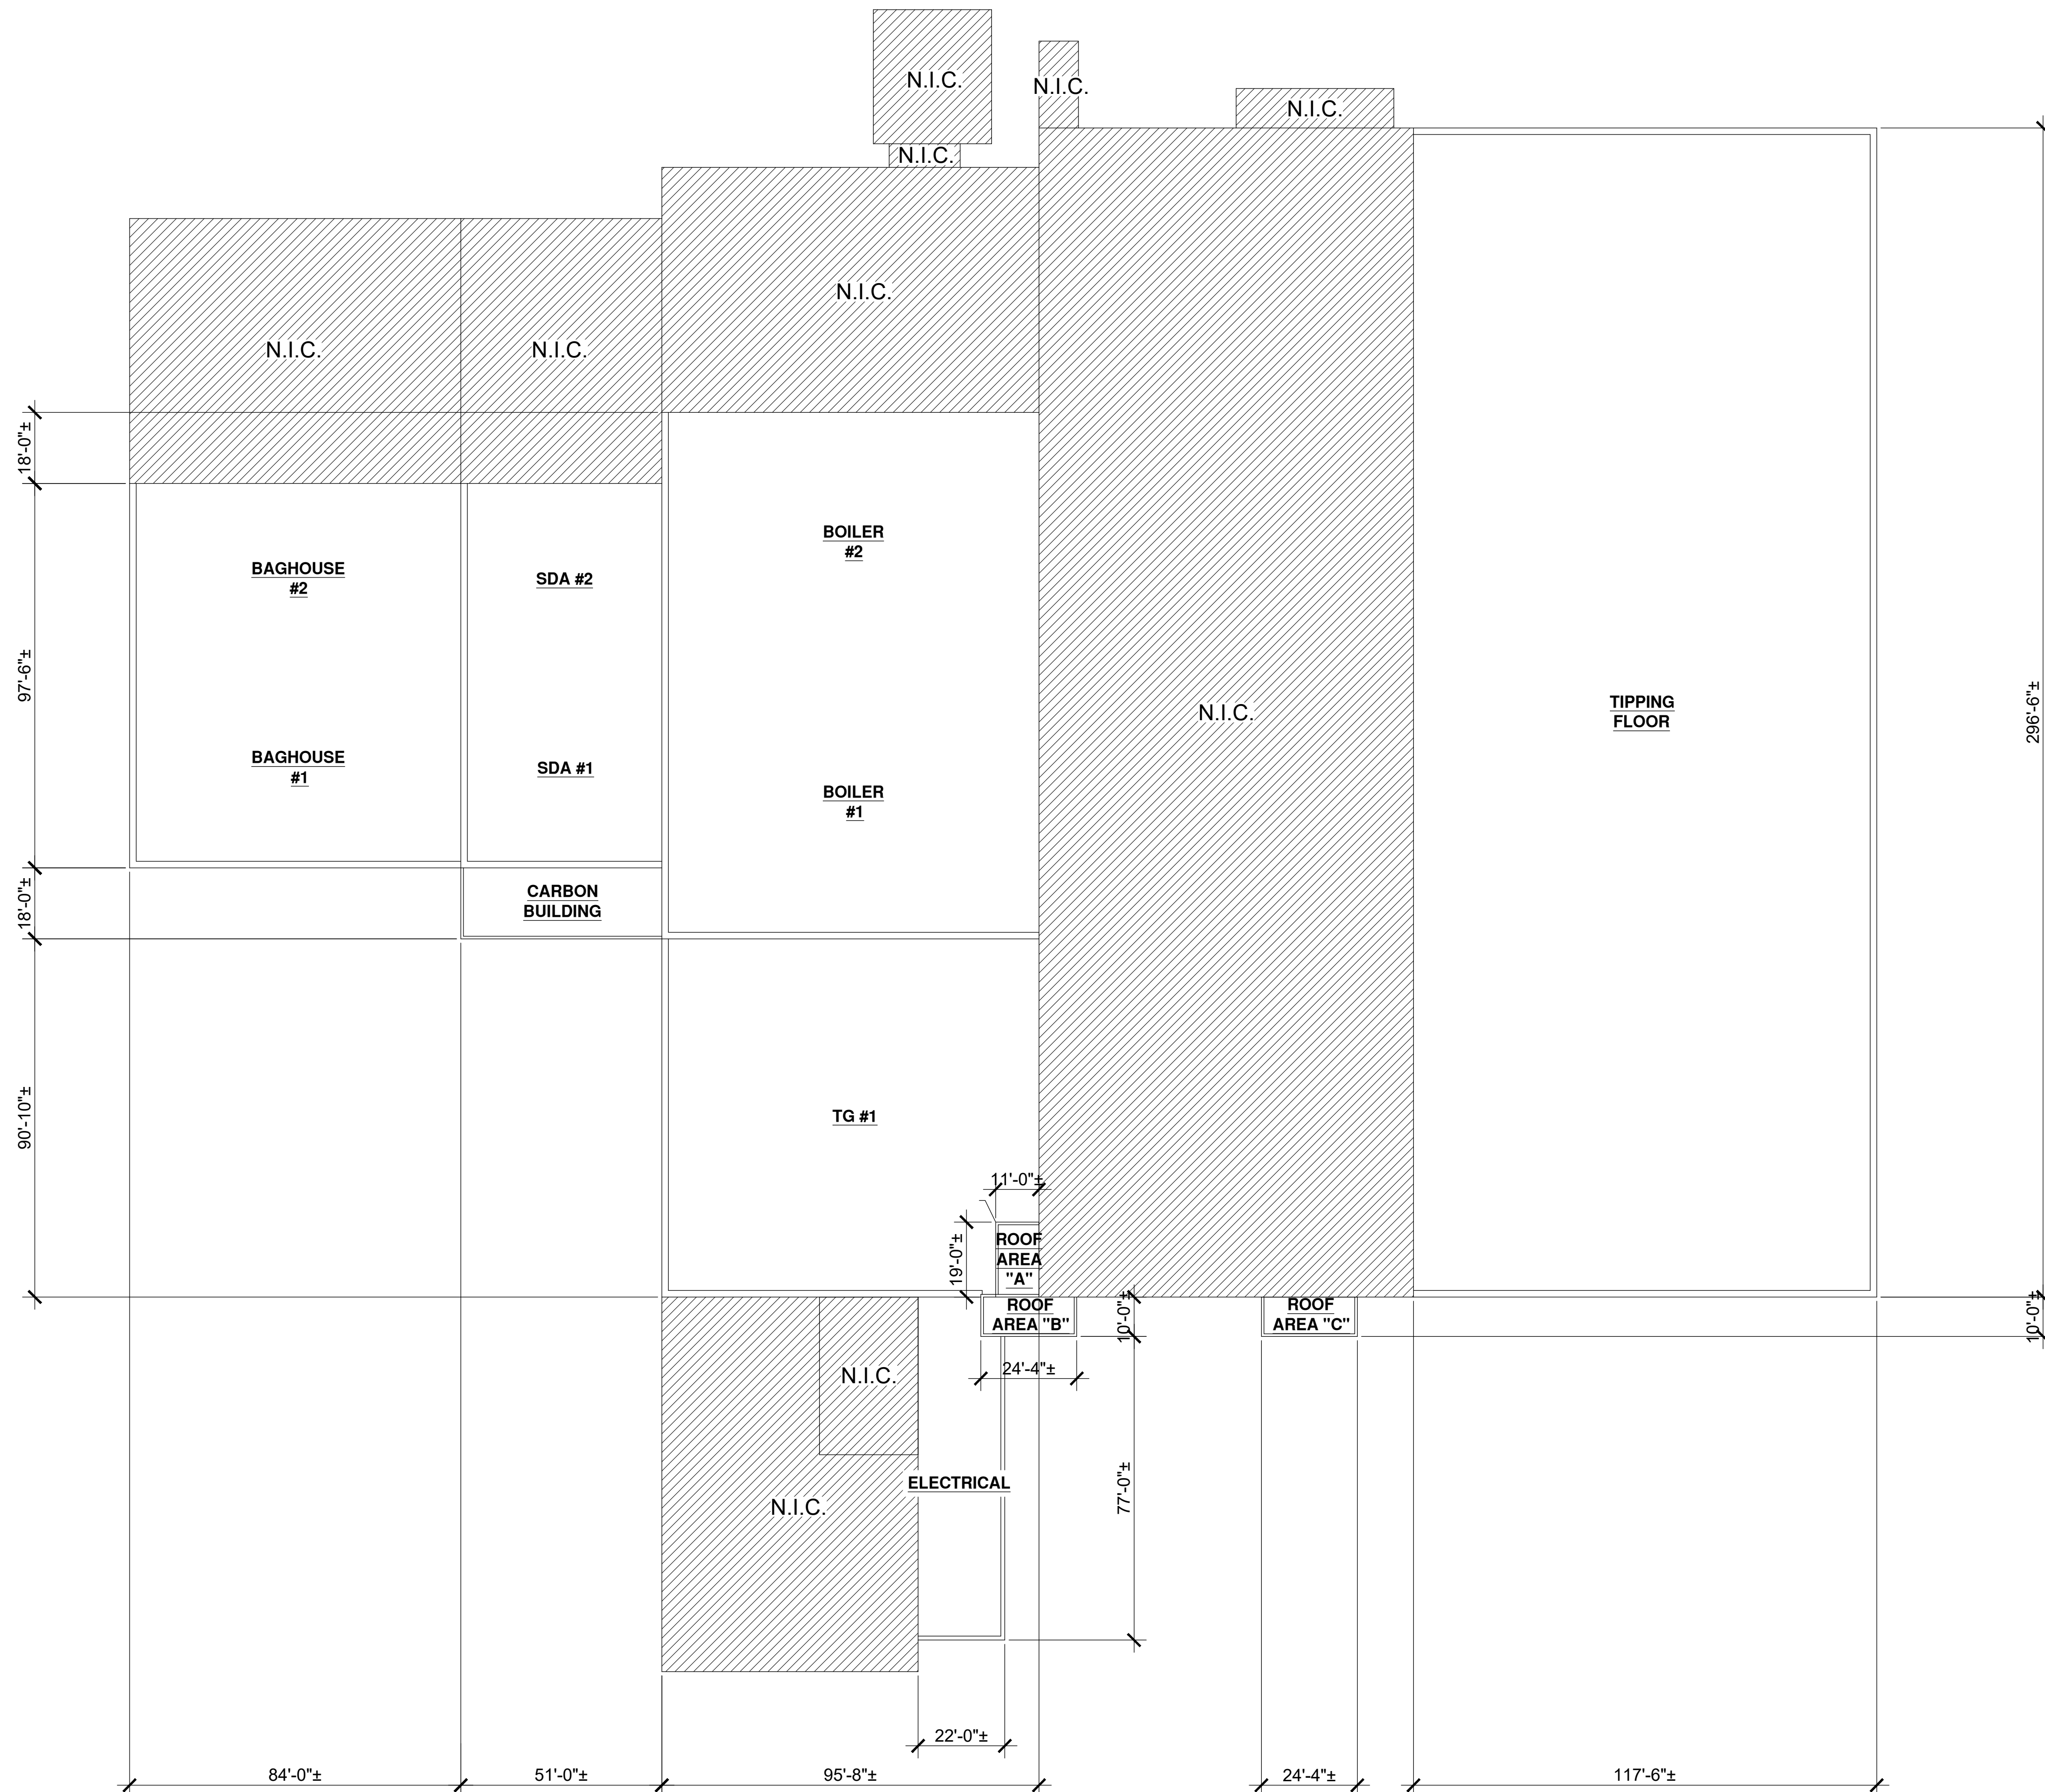 N.I.C.
N.I.C.
N.I.C.
N.I.C.
N.I.C.
N.I.C.
N.I.C.
18'-0"±
BOILER
#2
BAGHOUSE
#2
SDA #2
97'-6"±
296'-6"±
TIPPING
FLOOR
N.I.C.
BAGHOUSE
#1
SDA #1
BOILER
#1
18'-0"±
CARBON
BUILDING
90'-10"±
TG #1
11'-0"±
19'-0"±
ROOF
AREA
"A"
ROOF
AREA "B"
10'-0"±
ROOF
AREA "C"
10'-0"±
24'-4"±
N.I.C.
ELECTRICAL
77'-0"±
N.I.C.
22'-0"±
84'-0"±
51'-0"±
95'-8"±
24'-4"±
117'-6"±